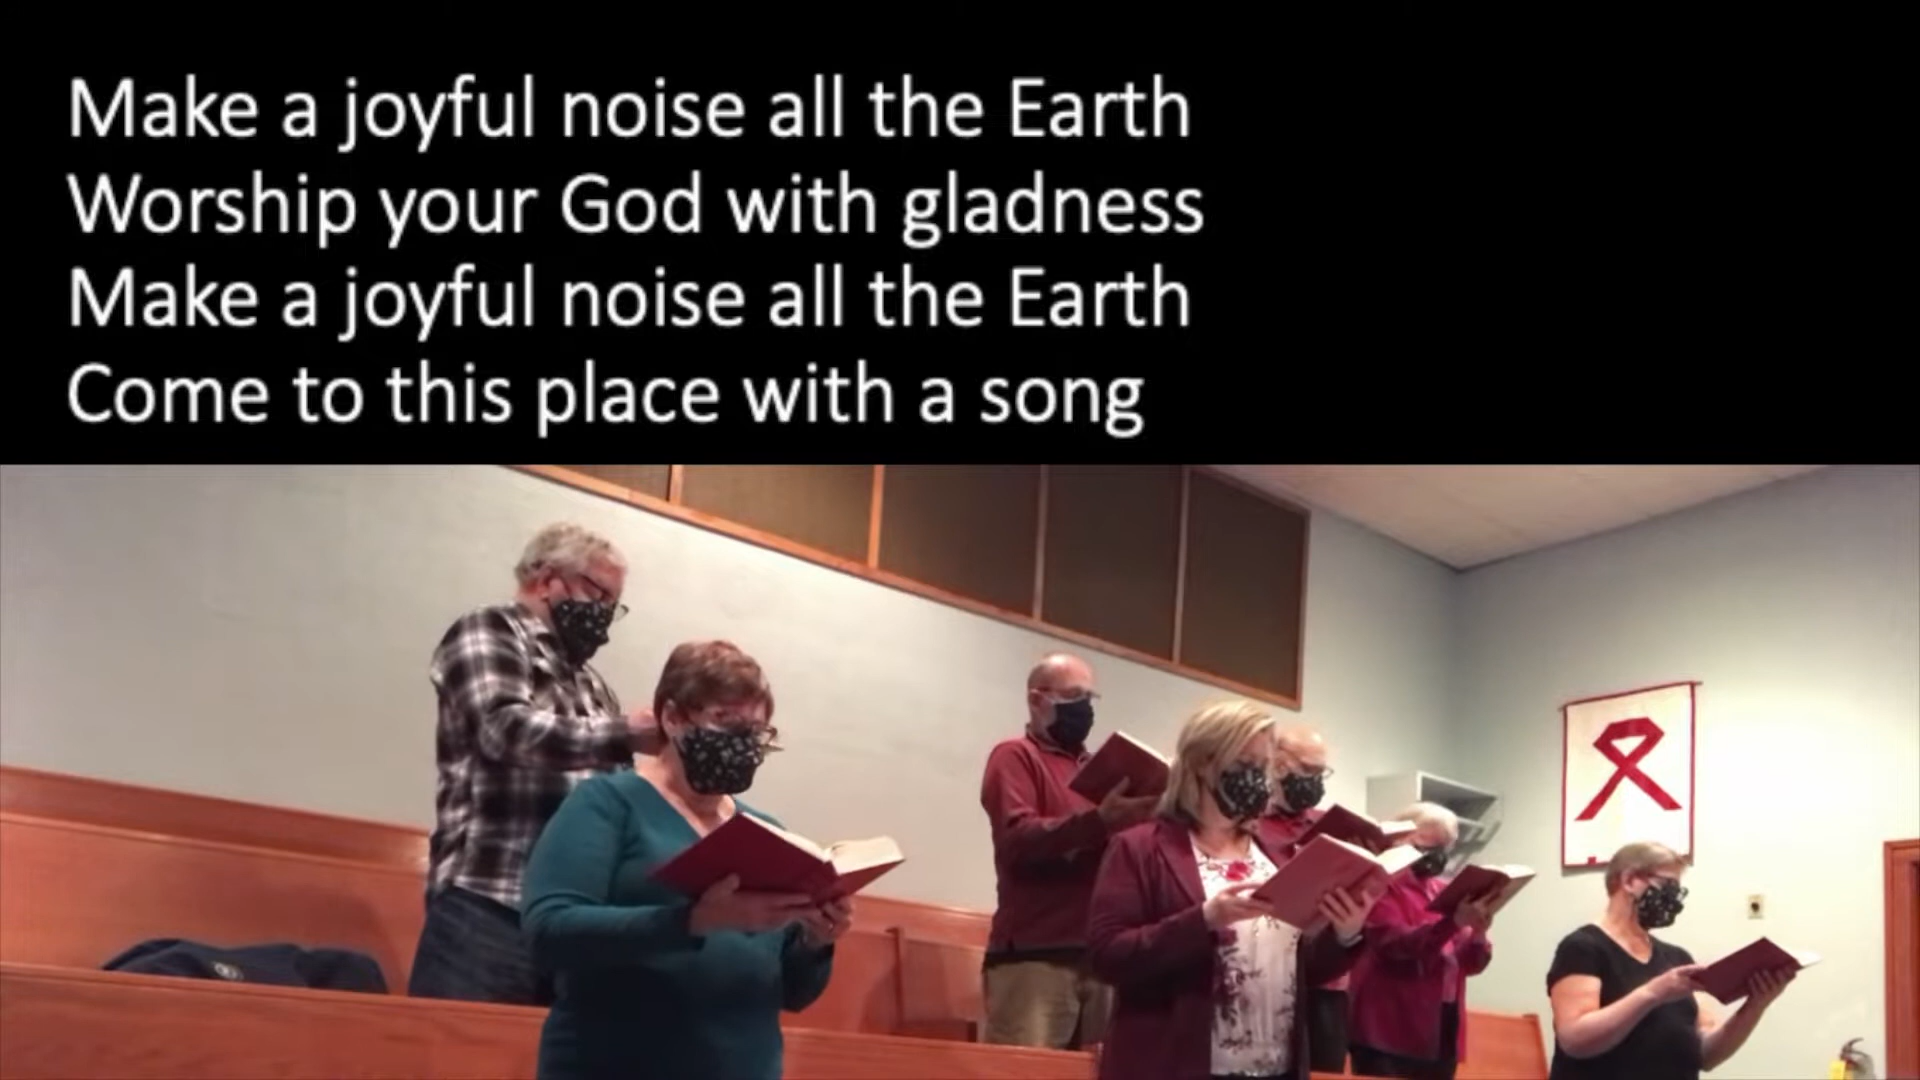 Make a joyful noise all the Earth
Worship your God with gladness
Make a joyful noise all the Earth
Come to this place with a song